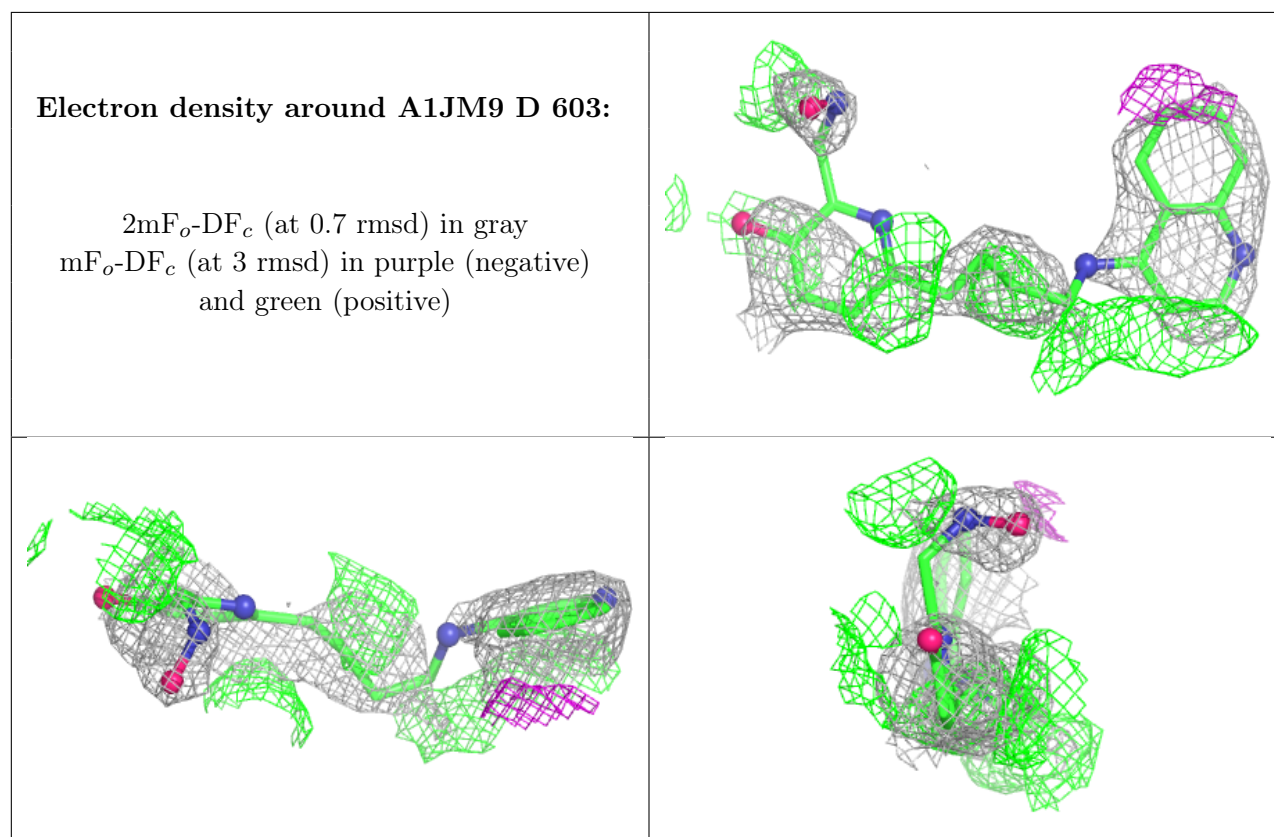 Electron density around A1JM9 D 603:
2mFₒ-DF𝒸 (at 0.7 rmsd) in gray
mFₒ-DF𝒸 (at 3 rmsd) in purple (negative)
and green (positive)